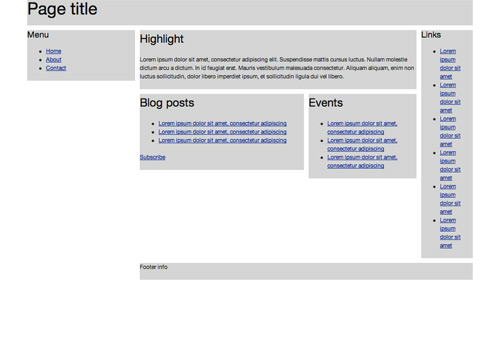 Page title
Menu
Home
About
Contact
Highlight
Lorem ipsum dolor sit amet, consectetur adipiscing elit. Suspendisse mattis cursus luctus. Nullam molestie
dictum arcu a dictum. In id feugiat erat. Mauris vestibulum malesuada consectetur. Aliquam aliquam, enim non
luctus sollicitudin, dolor libero imperdiet ipsum, et sollicitudin ligula dui vel libero.
Blog posts
Lorem ipsum dolor sit amet, consectetur adipiscing
Lorem ipsum dolor sit amet, consectetur adipiscing
Lorem ipsum dolor sit amet, consectetur adipiscing
Subscribe
Events
Lorem ipsum dolor sit amet,
consectetur adipiscing
Lorem ipsum dolor sit amet,
consectetur adipiscing
Lorem ipsum dolor sit amet,
consectetur adipiscing
Links
Lorem
ipsum
dolor sit
amet
Lorem
ipsum
dolor sit
amet
Lorem
ipsum
dolor sit
amet
Lorem
ipsum
dolor sit
amet
Lorem
ipsum
dolor sit
amet
Lorem
ipsum
dolor sit
amet
Footer info